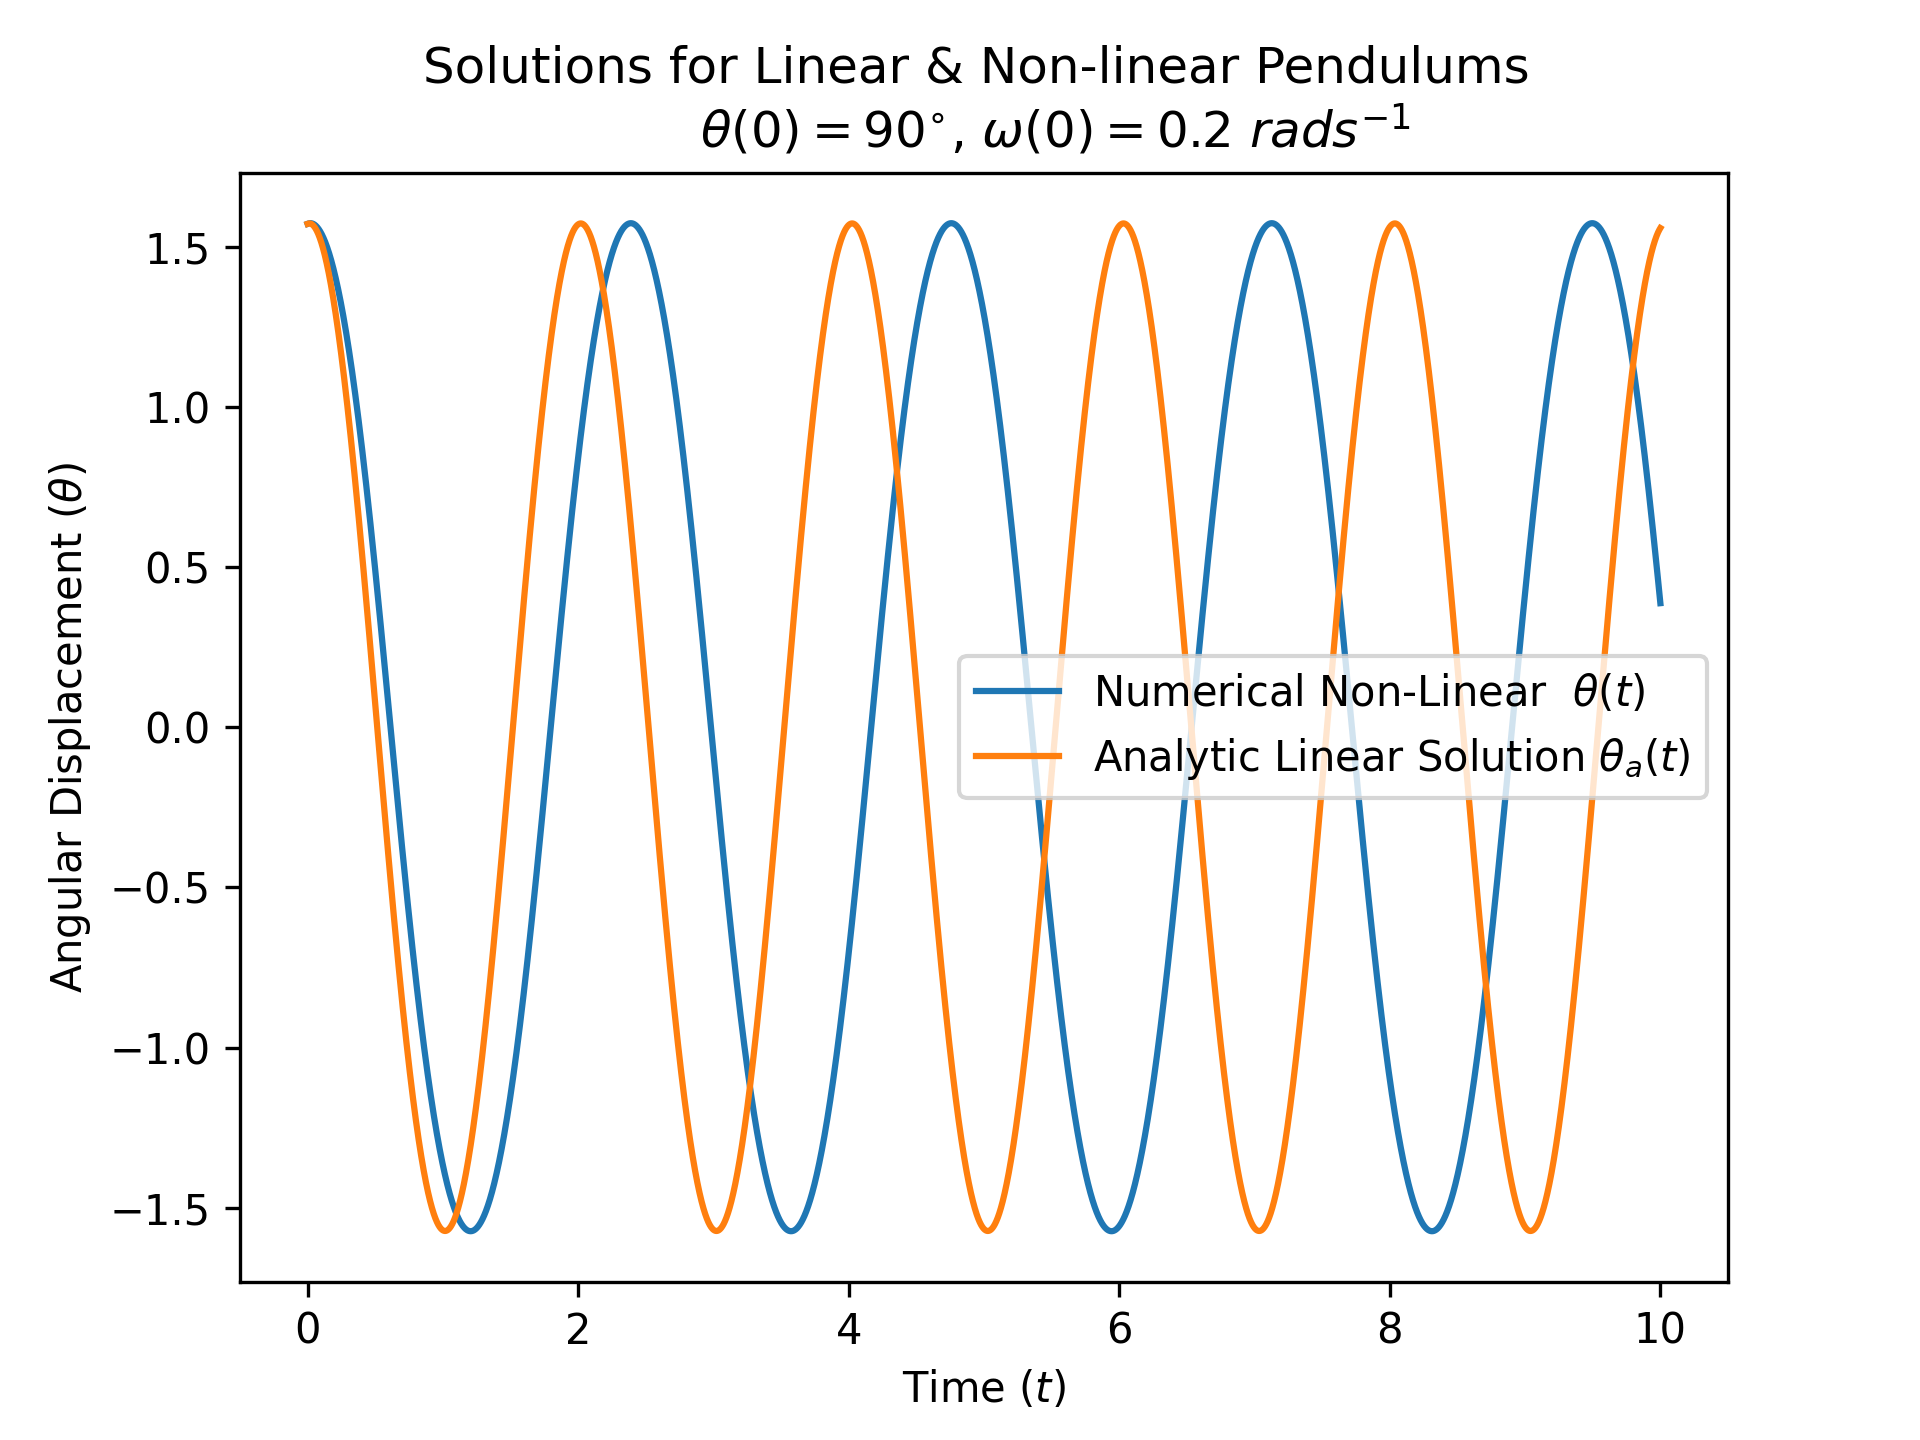 Solutions for Linear & Non-linear Pendulums
θ(0) = 90°, ω(0) = 0.2 rads⁻¹
1.5
1.0
0.5
0.0
−0.5
−1.0
−1.5
Angular Displacement (θ)
Numerical Non-Linear θ(t)
Analytic Linear Solution θₐ(t)
0 2 4 6 8 10
Time (t)